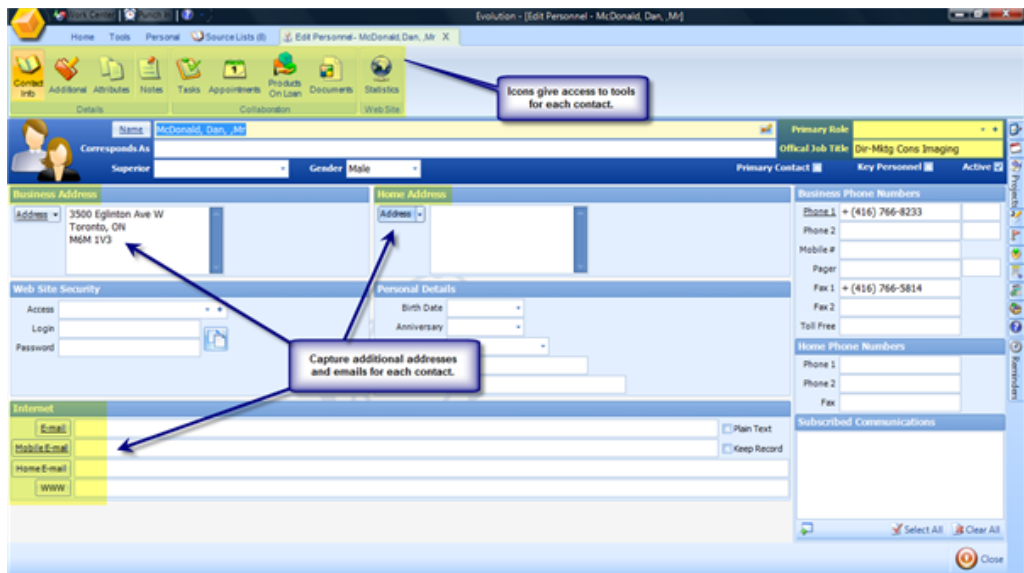 Work Center Punch in
Evolution - [Edit Personnel - McDonald, Dan, ,Mr]
Home Tools Personal SourceLists (8) Edit Personnel- McDonald, Dan, ,Mr X
Contact Info Additional Attributes Notes Tasks Appointments Products On Loan Documents Statistics
Details Collaboration Web Site
Icons give access to tools
for each contact.
Name McDonald, Dan, ,Mr Primary Role
Corresponds As Offical Job Title Dir-Mktg Cons Imaging
Superior Gender Male Primary Contact Key Personnel Active
Business Address Home Address Business Phone Numbers
Address 3500 Eglinton Ave W Address Phone 1 + (416) 766-8233
Toronto, ON Phone 2
M6M 1V3 Mobile #
Pager
Web Site Security Personal Details Fax 1 + (416) 766-5814
Access Birth Date Fax 2
Login Anniversary Toll Free
Password
Home Phone Numbers
Capture additional addresses
and emails for each contact.
Phone 1
Phone 2
Fax
Internet Subscribed Communications
E-mail Plain Text
Mobile E-mail Keep Record
Home E-mail
WWW
Select All Clear All
Close
Projects
Reminders